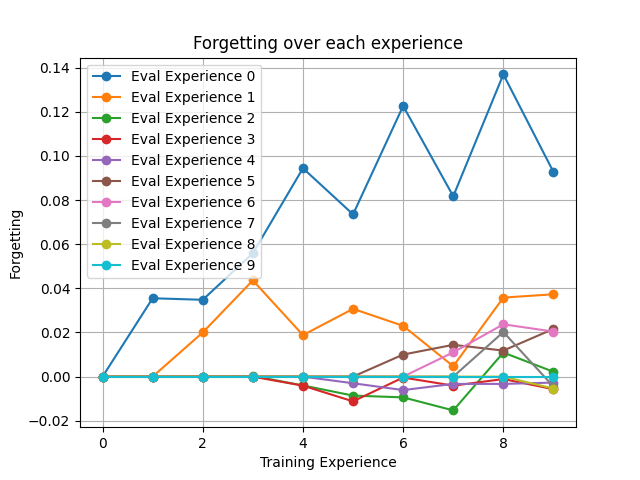 Forgetting over each experience
0.14
0.12
0.10
0.08
0.06
0.04
0.02
0.00
−0.02
Forgetting
Eval Experience 0
Eval Experience 1
Eval Experience 2
Eval Experience 3
Eval Experience 4
Eval Experience 5
Eval Experience 6
Eval Experience 7
Eval Experience 8
Eval Experience 9
0 2 4 6 8
Training Experience